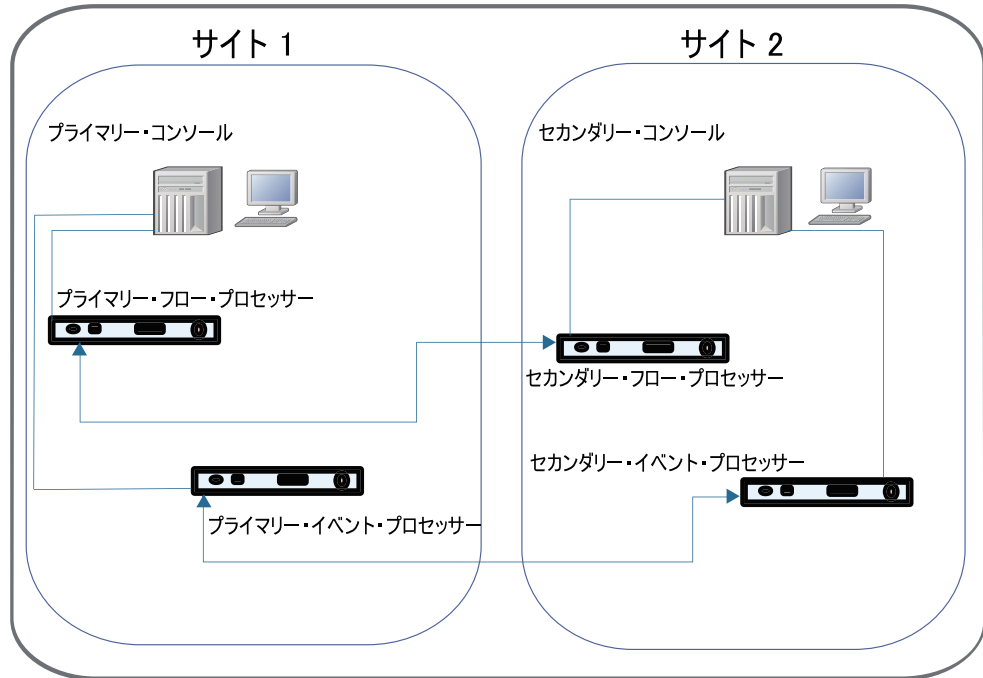 サイト 1
プライマリー・コンソール
プライマリー・フロー・プロセッサー
プライマリー・イベント・プロセッサー
サイト 2
セカンダリー・コンソール
セカンダリー・フロー・プロセッサー
セカンダリー・イベント・プロセッサー